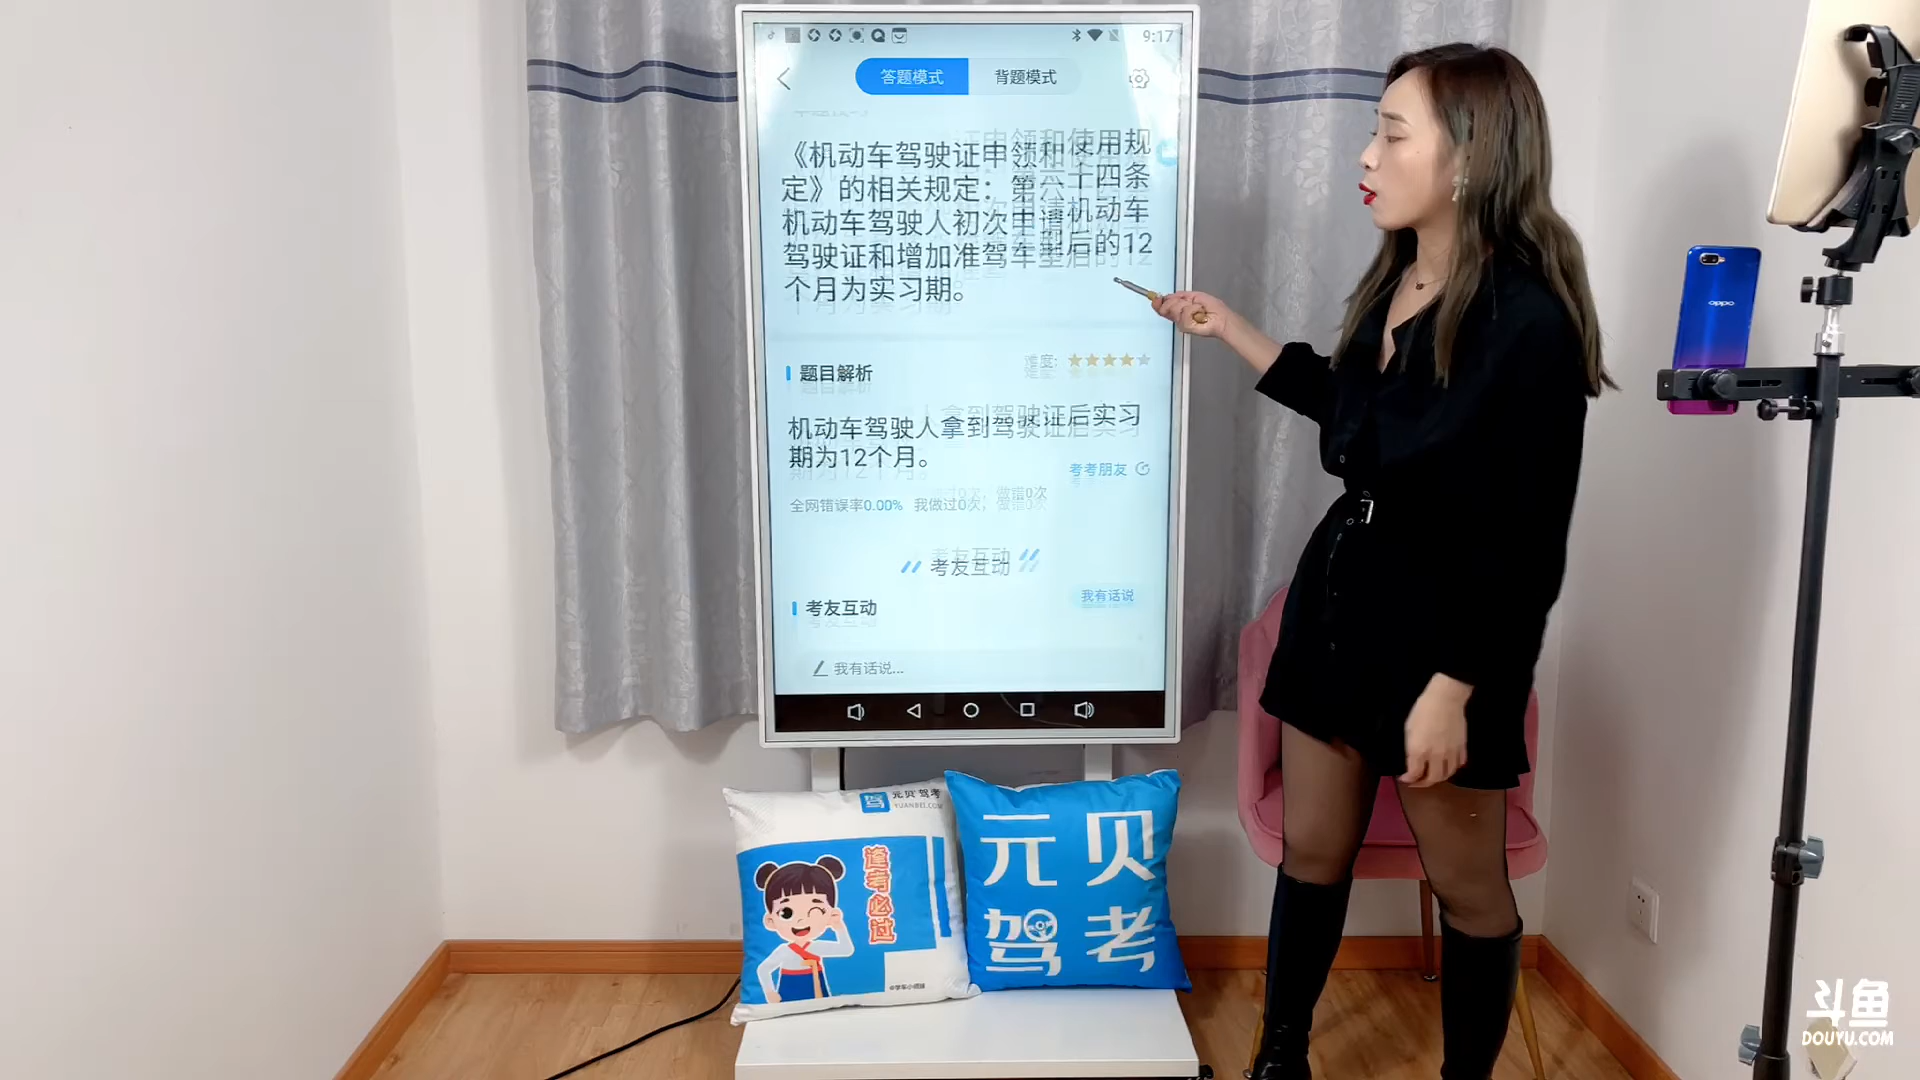 9:17
答题模式 背题模式
《机动车驾驶证申领和使用规
定》的相关规定：第六十四条
机动车驾驶人初次申请机动车
驾驶证和增加准驾车型后的12
个月为实习期。
题目解析 难度:
机动车驾驶人拿到驾驶证后实习
期为12个月。
考考朋友
全网错误率0.00% 我做过0次，做错0次
考友互动
考友互动 我有话说
我有话说...
oppo
元贝驾考
YUANBEI.COM
驾
逢考必过
元贝
驾考
斗鱼
DOUYU.COM